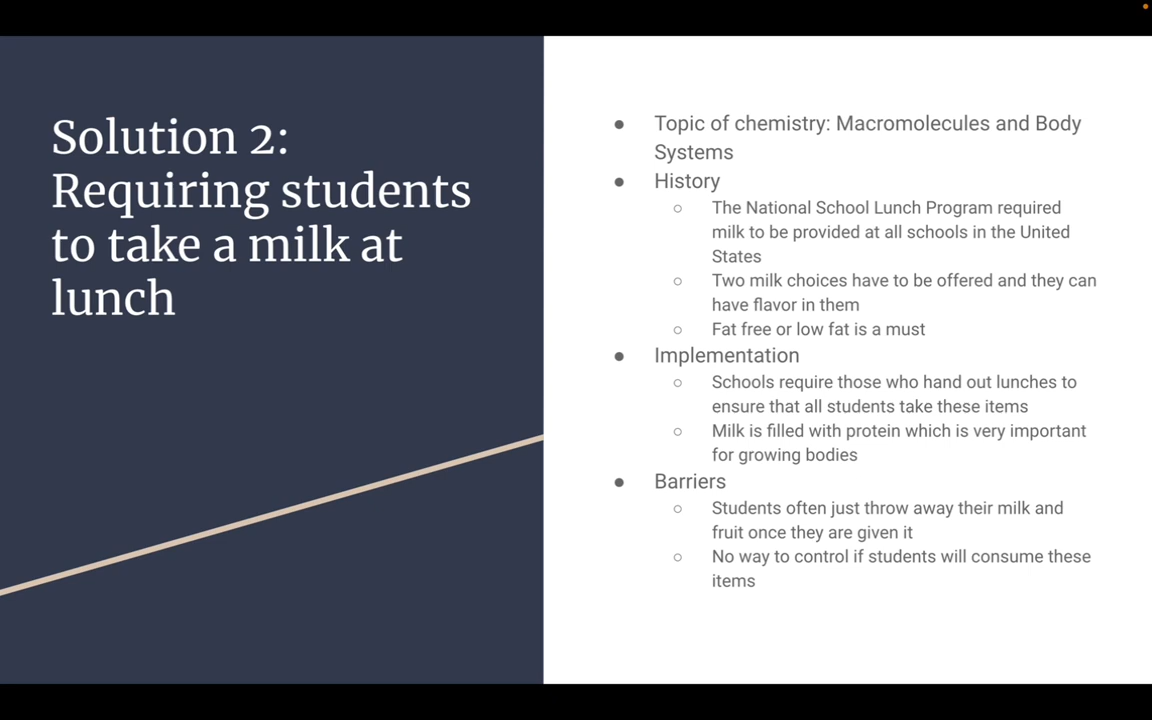 Solution 2:
Requiring students
to take a milk at
lunch
● Topic of chemistry: Macromolecules and Body
Systems
● History
○ The National School Lunch Program required
milk to be provided at all schools in the United
States
○ Two milk choices have to be offered and they can
have flavor in them
○ Fat free or low fat is a must
● Implementation
○ Schools require those who hand out lunches to
ensure that all students take these items
○ Milk is filled with protein which is very important
for growing bodies
● Barriers
○ Students often just throw away their milk and
fruit once they are given it
○ No way to control if students will consume these
items